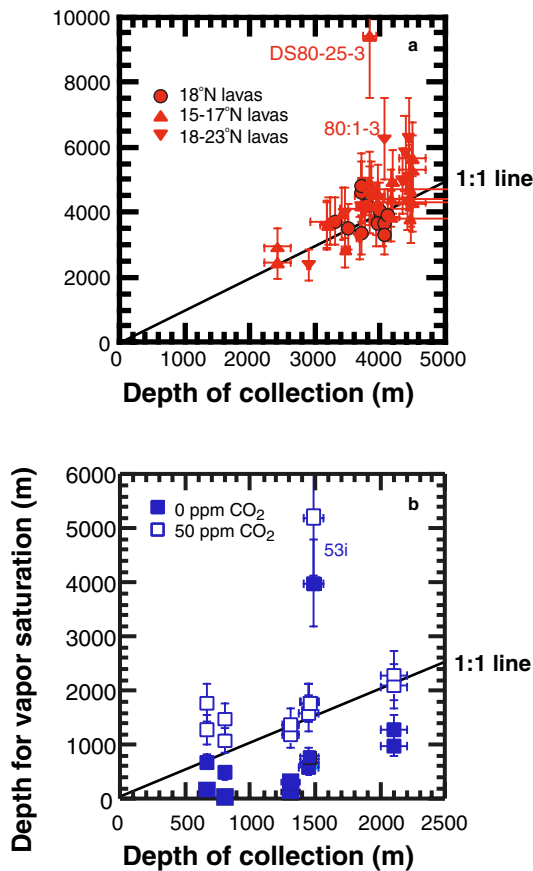 10000
a
DS80-25-3
18°N lavas
15-17°N lavas
18-23°N lavas
8000
80:1-3
6000
1:1 line
4000
2000
0
0 1000 2000 3000 4000 5000
Depth of collection (m)
Depth for vapor saturation (m)
6000
b
0 ppm CO2
50 ppm CO2
5000
53i
4000
3000
1:1 line
2000
1000
0
0 500 1000 1500 2000 2500
Depth of collection (m)